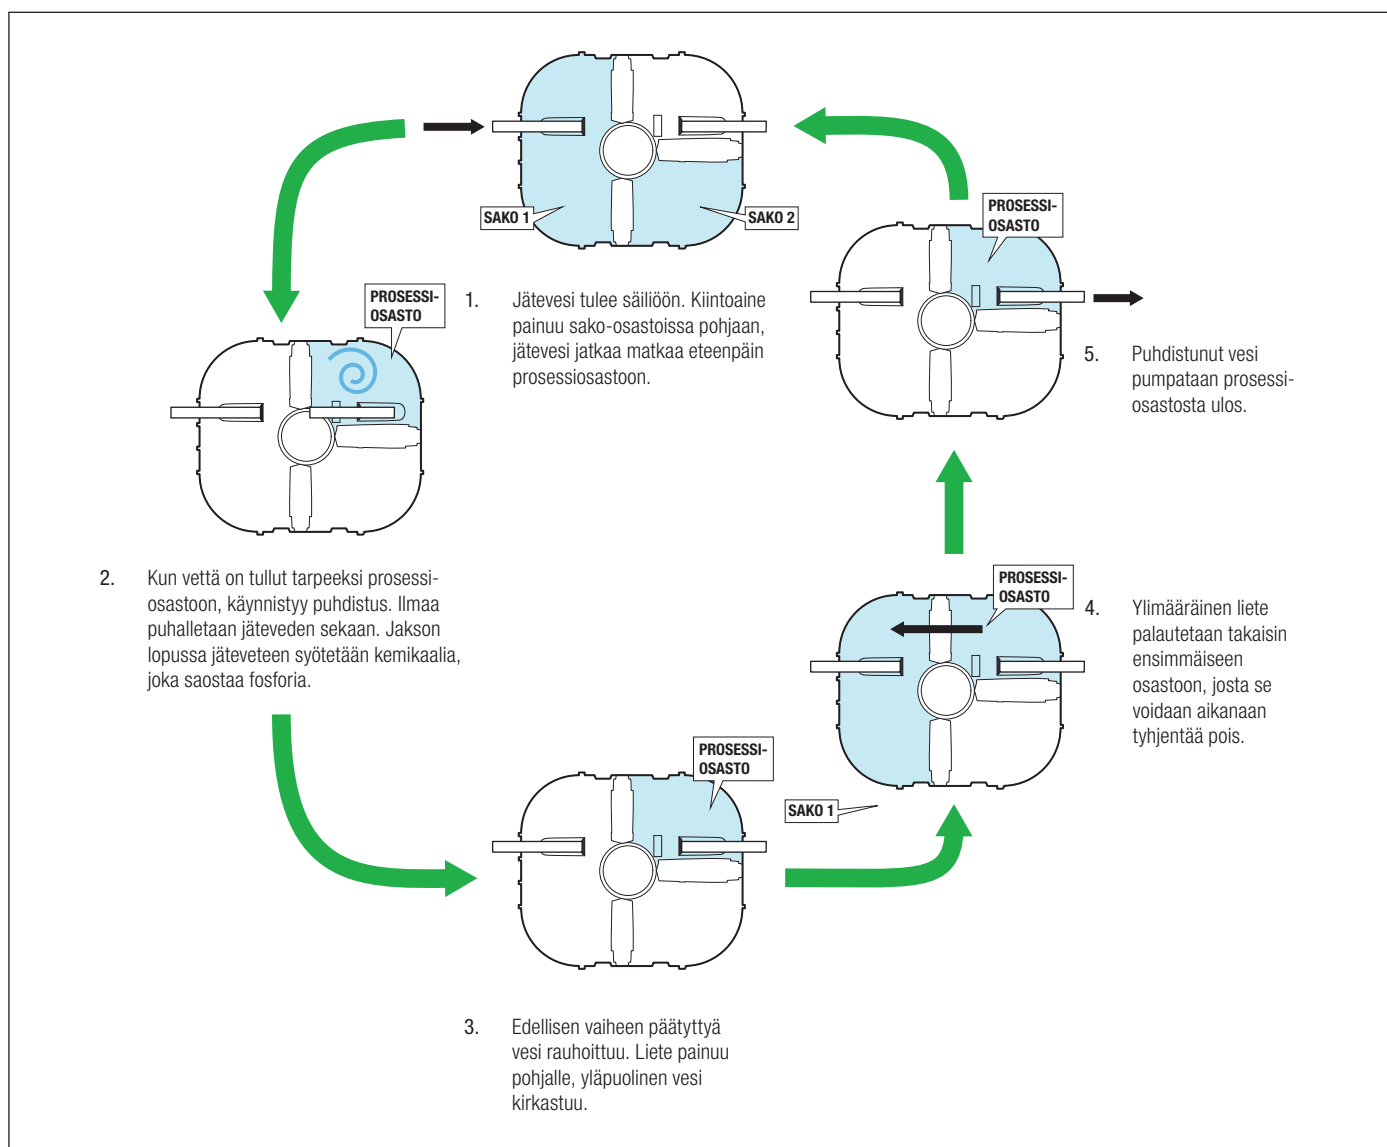 SAKO 1
SAKO 2
1. Jätevesi tulee säiliöön. Kiintoaine
painuu sako-osastoissa pohjaan,
jätevesi jatkaa matkaa eteenpäin
prosessiosastoon.
PROSESSI-
OSASTO
2. Kun vettä on tullut tarpeeksi prosessi-
osastoon, käynnistyy puhdistus. Ilmaa
puhalletaan jäteveden sekaan. Jakson
lopussa jäteveteen syötetään kemikaalia,
joka saostaa fosforia.
PROSESSI-
OSASTO
3. Edellisen vaiheen päätyttyä
vesi rauhoittuu. Liete painuu
pohjalle, yläpuolinen vesi
kirkastuu.
PROSESSI-
OSASTO
SAKO 1
4. Ylimääräinen liete
palautetaan takaisin
ensimmäiseen
osastoon, josta se
voidaan aikanaan
tyhjentää pois.
PROSESSI-
OSASTO
5. Puhdistunut vesi
pumpataan prosessi-
osastosta ulos.